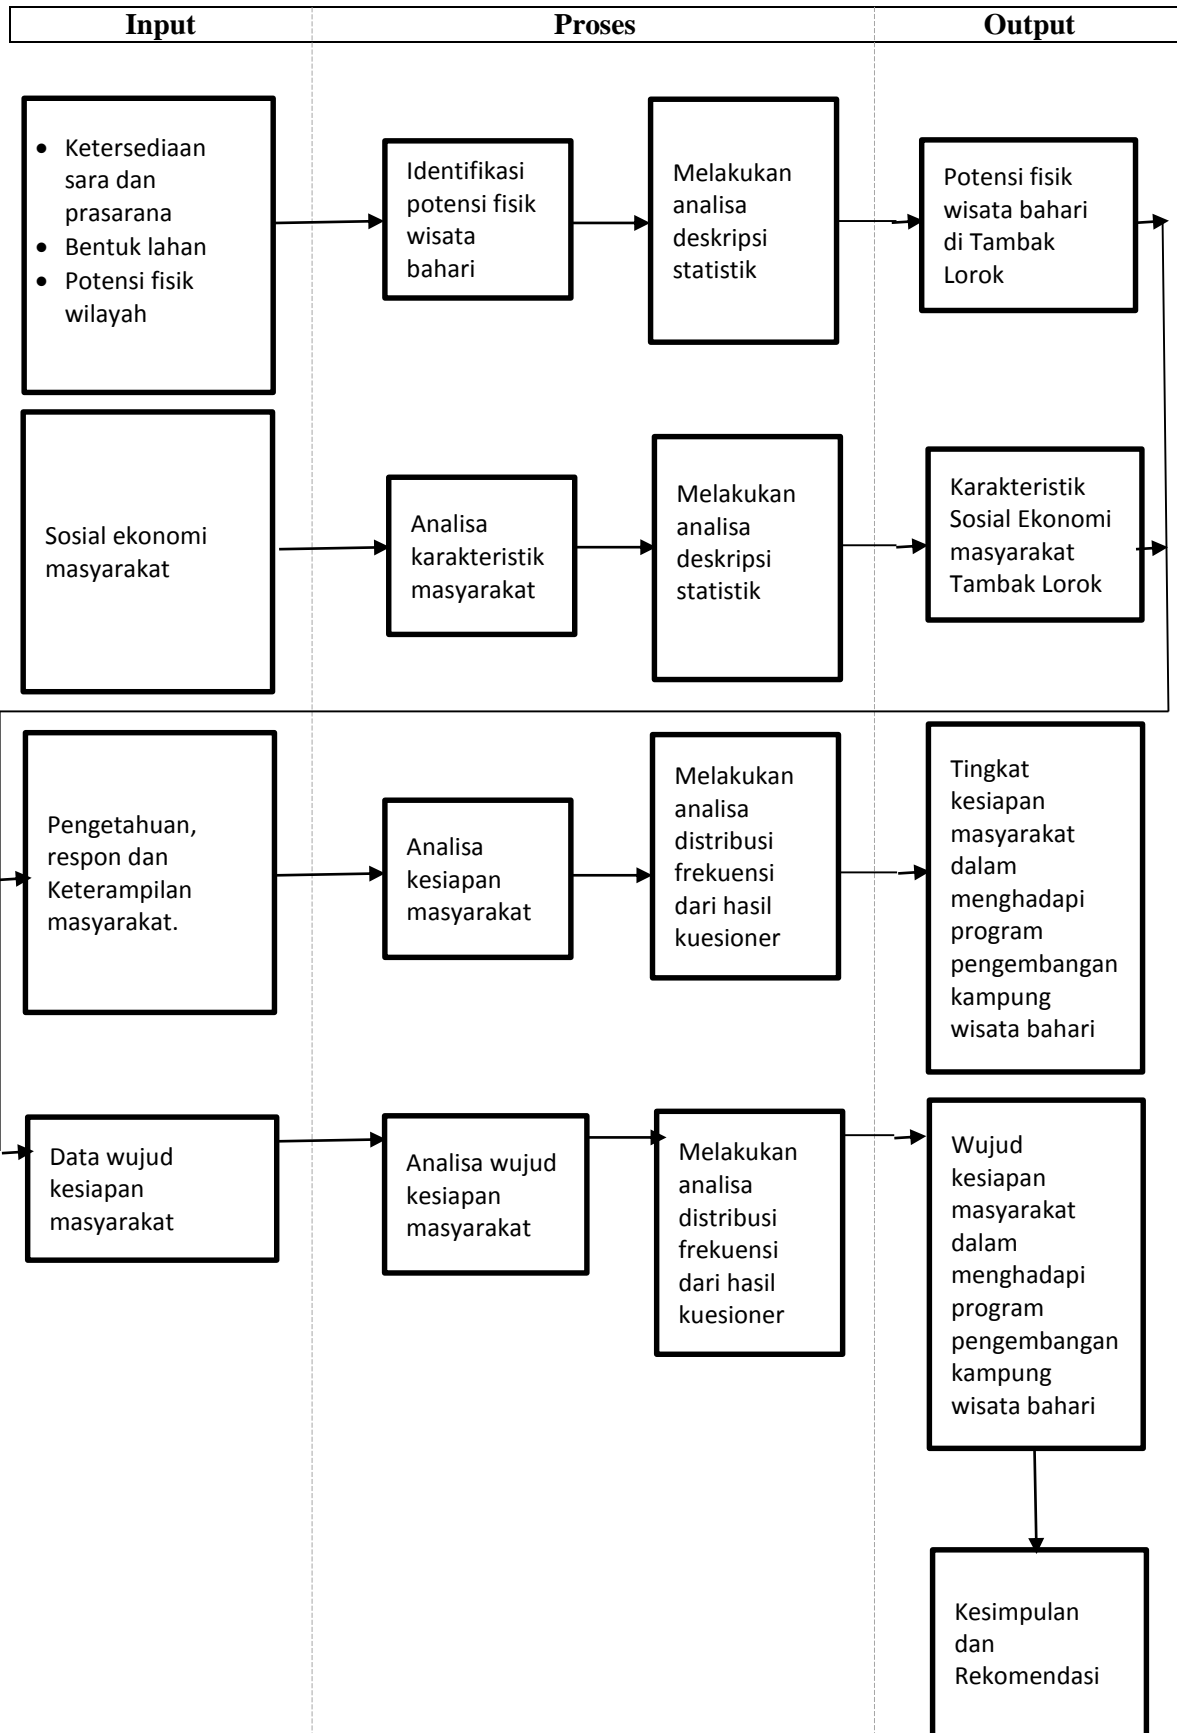 Input
Proses
Output
• Ketersediaan
sara dan
prasarana
• Bentuk lahan
• Potensi fisik
wilayah
Identifikasi
potensi fisik
wisata
bahari
Melakukan
analisa
deskripsi
statistik
Potensi fisik
wisata bahari
di Tambak
Lorok
Sosial ekonomi
masyarakat
Analisa
karakteristik
masyarakat
Melakukan
analisa
deskripsi
statistik
Karakteristik
Sosial Ekonomi
masyarakat
Tambak Lorok
Pengetahuan,
respon dan
Keterampilan
masyarakat.
Analisa
kesiapan
masyarakat
Melakukan
analisa
distribusi
frekuensi
dari hasil
kuesioner
Tingkat
kesiapan
masyarakat
dalam
menghadapi
program
pengembangan
kampung
wisata bahari
Data wujud
kesiapan
masyarakat
Analisa wujud
kesiapan
masyarakat
Melakukan
analisa
distribusi
frekuensi
dari hasil
kuesioner
Wujud
kesiapan
masyarakat
dalam
menghadapi
program
pengembangan
kampung
wisata bahari
Kesimpulan
dan
Rekomendasi